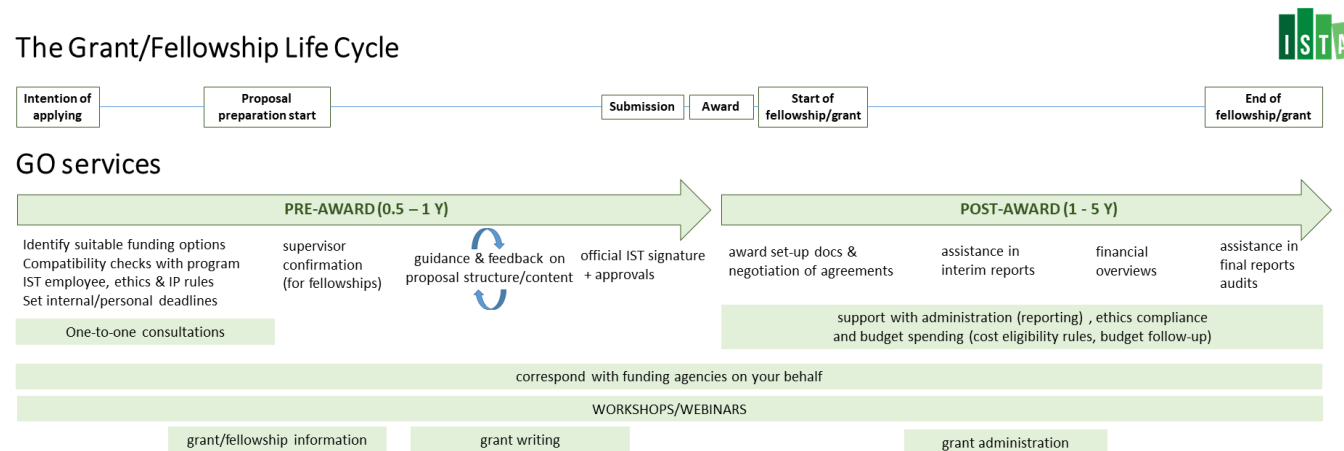 The Grant/Fellowship Life Cycle
IST
Intention of
applying
Proposal
preparation start
Submission
Award
Start of
fellowship/grant
End of
fellowship/grant
GO services
PRE-AWARD (0.5 – 1 Y)
POST-AWARD (1 - 5 Y)
Identify suitable funding options
Compatibility checks with program
IST employee, ethics & IP rules
Set internal/personal deadlines
supervisor
confirmation
(for fellowships)
guidance & feedback on
proposal structure/content
official IST signature
+ approvals
award set-up docs &
negotiation of agreements
assistance in
interim reports
financial
overviews
assistance in
final reports
audits
One-to-one consultations
support with administration (reporting) , ethics compliance
and budget spending (cost eligibility rules, budget follow-up)
correspond with funding agencies on your behalf
WORKSHOPS/WEBINARS
grant/fellowship information
grant writing
grant administration